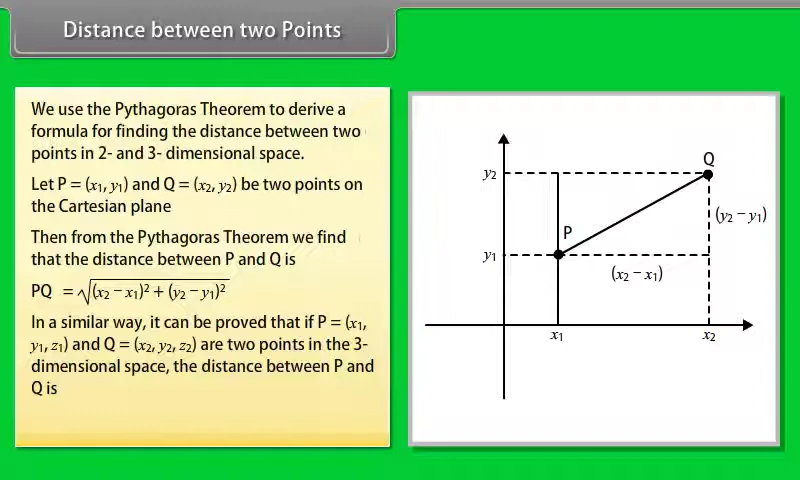 Distance between two Points
We use the Pythagoras Theorem to derive a
formula for finding the distance between two
points in 2- and 3- dimensional space.
Let P = (x₁, y₁) and Q = (x₂, y₂) be two points on
the Cartesian plane
Then from the Pythagoras Theorem we find
that the distance between P and Q is
PQ = √(x₂ – x₁)² + (y₂ – y₁)²
In a similar way, it can be proved that if P = (x₁,
y₁, z₁) and Q = (x₂, y₂, z₂) are two points in the 3-
dimensional space, the distance between P and
Q is
Q
y₂
(y₂ – y₁)
P
y₁
(x₂ – x₁)
x₁
x₂